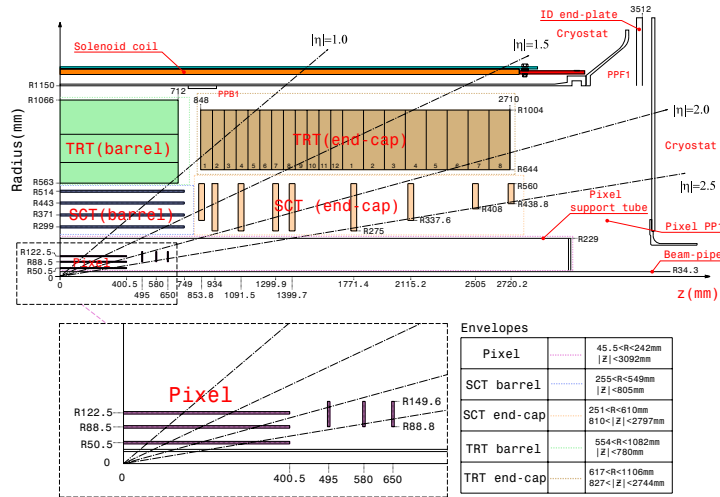 3512
ID end-plate
Cryostat
|η|=1.0
|η|=1.5
Solenoid coil
PPF1
R1150
712
PPB1
R1066
848
2710
R1004
|η|=2.0
Radius(mm)
TRT(barrel)
TRT(end-cap)
1 2 3 4 5 6 7 8 9 10 11 12 1 2 3 4 5 6 7 8
Cryostat
R644
R563
R560
|η|=2.5
R514
R443
SCT(barrel)
SCT (end-cap)
R438.8
R408
Pixel
support tube
R371
R337.6
R299
R275
Pixel PP1
R229
R122.5
R88.5
Pixel
Beam-pipe
R50.5
R34.3
0
0 400.5 580 749 934 1299.9 1771.4 2115.2 2505 2720.2
495 650 853.8 1091.5 1399.7
z(mm)
Envelopes
Pixel
45.5<R<242mm
|Z|<3092mm
SCT barrel
255<R<549mm
|Z|<805mm
SCT end-cap
251<R<610mm
810<|Z|<2797mm
TRT barrel
554<R<1082mm
|Z|<780mm
TRT end-cap
617<R<1106mm
827<|Z|<2744mm
Pixel
R149.6
R122.5
R88.5
R88.8
R50.5
0
0 400.5 495 580 650